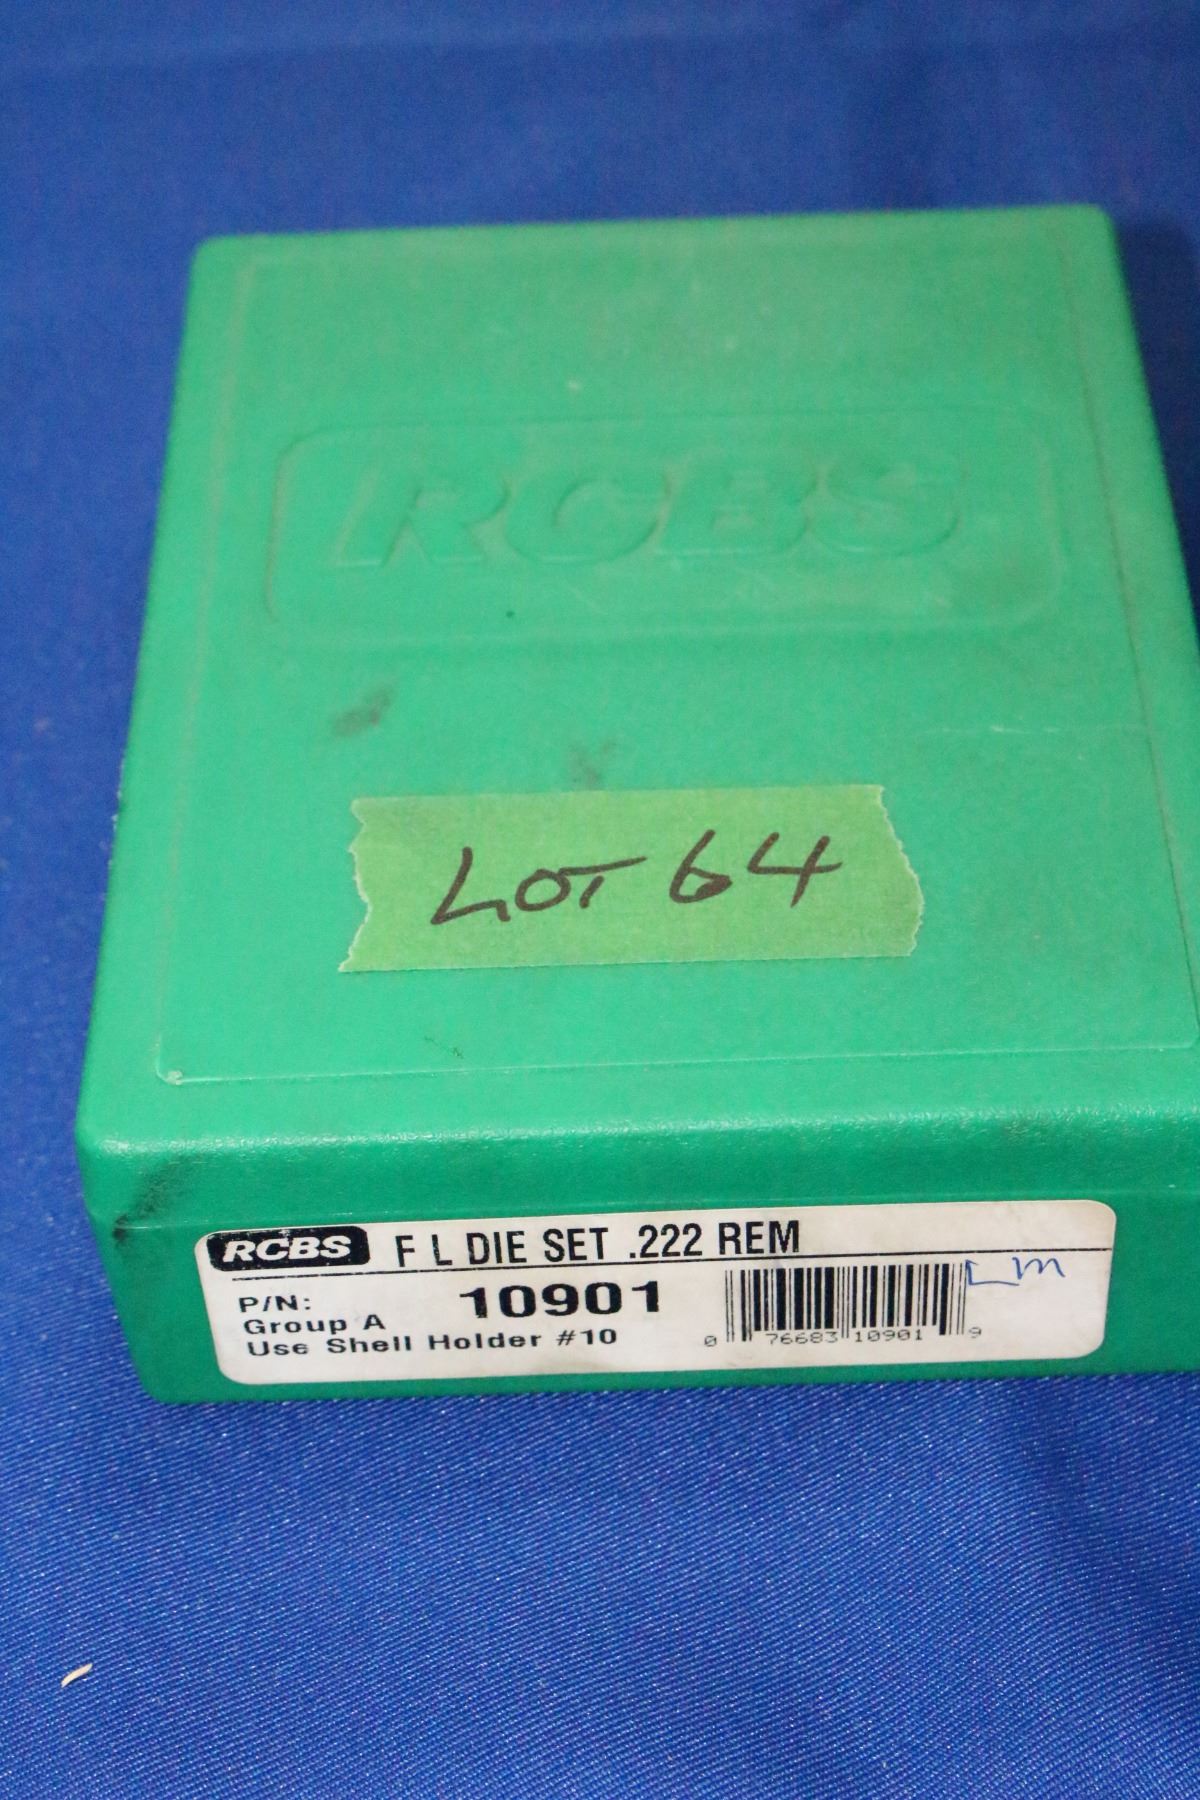 RCBS
LOT 64
RCBS F L DIE SET .222 REM
P/N: 10901
Group A
Use Shell Holder #10
0 76683 10901 9
Lm